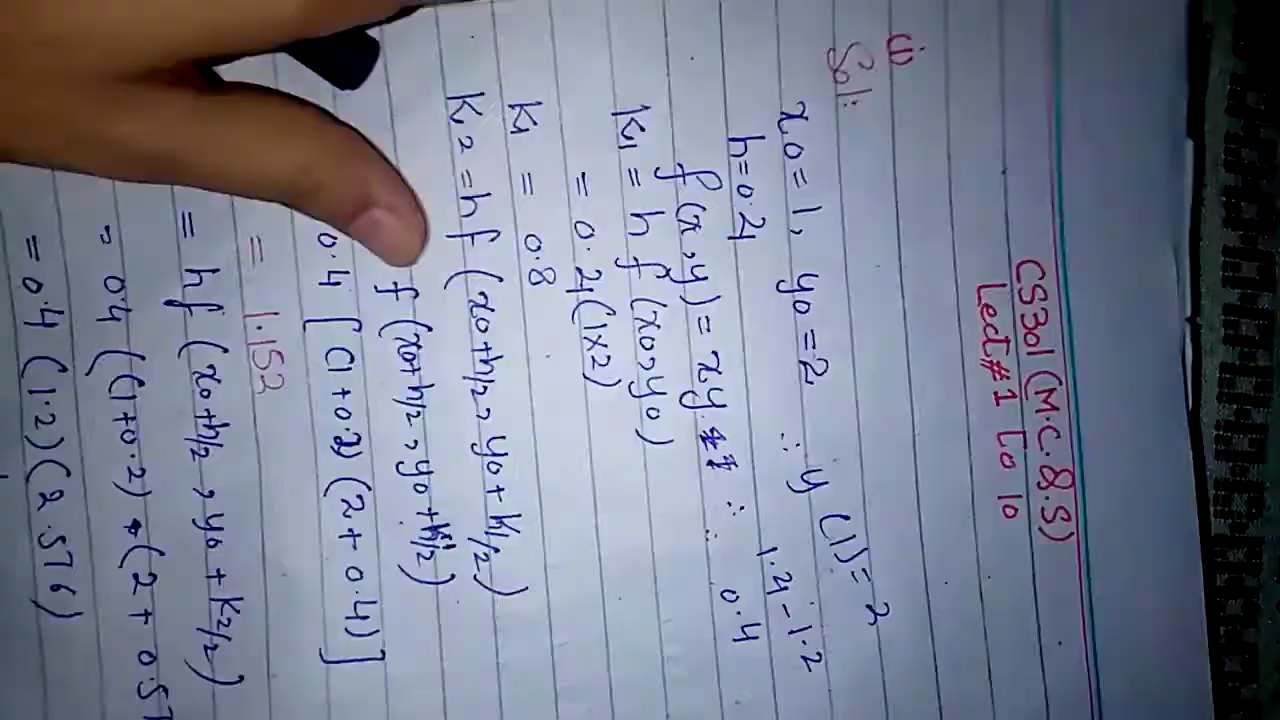 CS301 (M.C.8.S)
Lect#1 to 10
(i)
Sol:
x0=1, y0=2 ∴ y(1)=2
h=0.4 1.4-1.2
f(x,y)=xy ∴ 0.4
K1 = hf(x0,y0)
= 0.4(1x2)
K1 = 0.8
K2=hf(x0+h/2, y0+K1/2)
f(x0+h/2, y0+K1/2)
0.4[(1+0.2)(2+0.4)]
= 1.152
= hf(x0+h/2, y0+K2/2)
= 0.4((1+0.2)(2+0.57
= 0.4(1.2)(2.576)